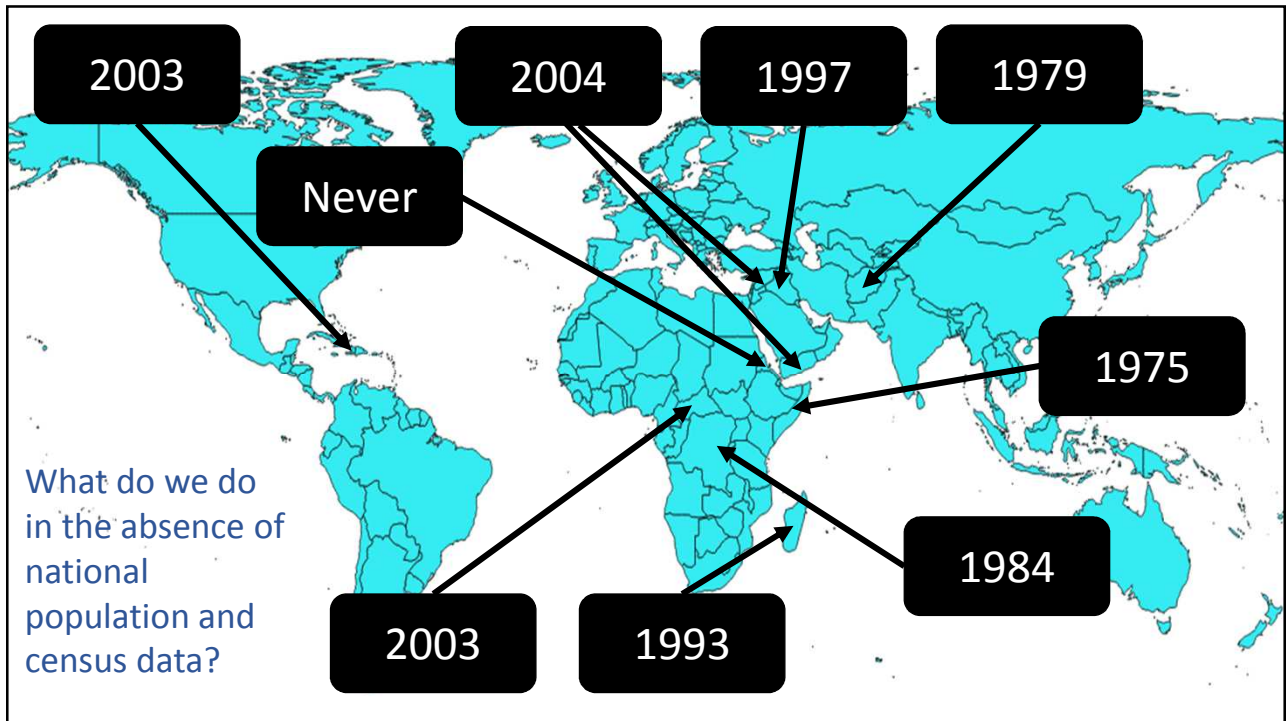 2003
2004
1997
1979
Never
1975
What do we do
in the absence of
national
population and
census data?
1984
2003
1993